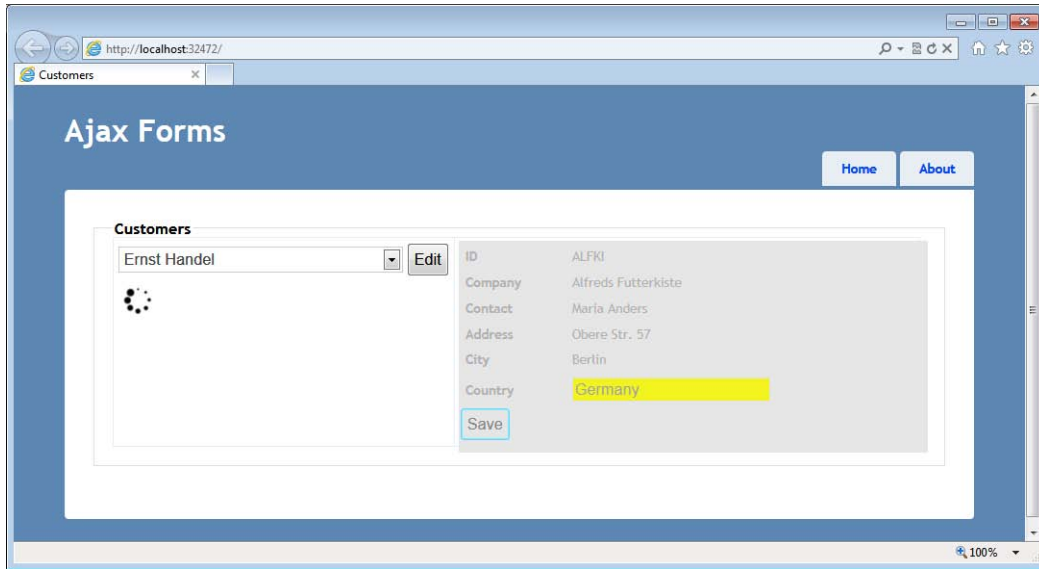 http://localhost:32472/
Customers
Ajax Forms
Home About
Customers
Ernst Handel Edit
ID ALFKI
Company Alfreds Futterkiste
Contact Maria Anders
Address Obere Str. 57
City Berlin
Country Germany
Save
100%